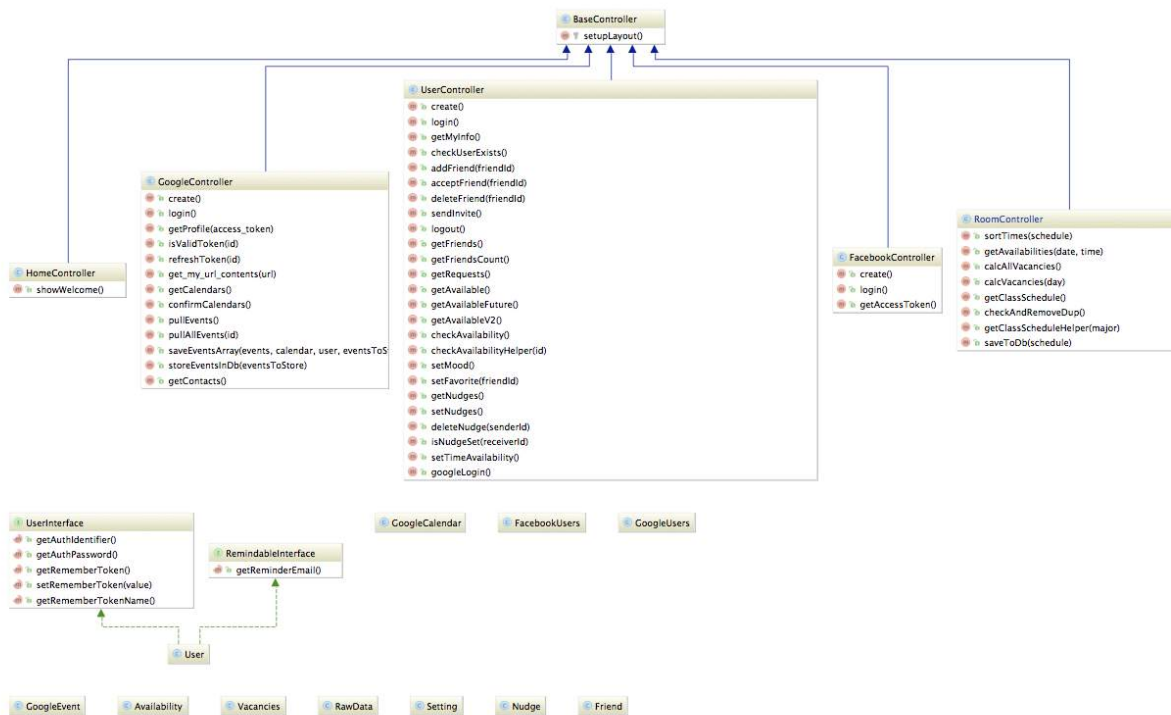 BaseController
setupLayout()
UserController
create()
login()
getMyInfo()
checkUserExists()
addFriend(friendId)
acceptFriend(friendId)
deleteFriend(friendId)
sendInvite()
logout()
getFriends()
getFriendsCount()
getRequests()
getAvailable()
getAvailableFuture()
getAvailableV2()
checkAvailability()
checkAvailabilityHelper(id)
setMood()
setFavorite(friendId)
getNudges()
setNudges()
deleteNudge(senderId)
isNudgeSet(receiverId)
setTimeAvailability()
googleLogin()
GoogleController
create()
login()
getProfile(access_token)
isValidToken(id)
refreshToken(id)
get_my_url_contents(url)
getCalendars()
confirmCalendars()
pullEvents()
pullAllEvents(id)
saveEventsArray(events, calendar, user, eventsToSt
storeEventsInDb(eventsToStore)
getContacts()
HomeController
showWelcome()
FacebookController
create()
login()
getAccessToken()
RoomController
sortTimes(schedule)
getAvailabilities(date, time)
calcAllVacancies()
calcVacancies(day)
getClassSchedule()
checkAndRemoveDup()
getClassScheduleHelper(major)
saveToDb(schedule)
UserInterface
getAuthIdentifier()
getAuthPassword()
getRememberToken()
setRememberToken(value)
getRememberTokenName()
RemindableInterface
getReminderEmail()
GoogleCalendar
FacebookUsers
GoogleUsers
User
GoogleEvent
Availability
Vacancies
RawData
Setting
Nudge
Friend